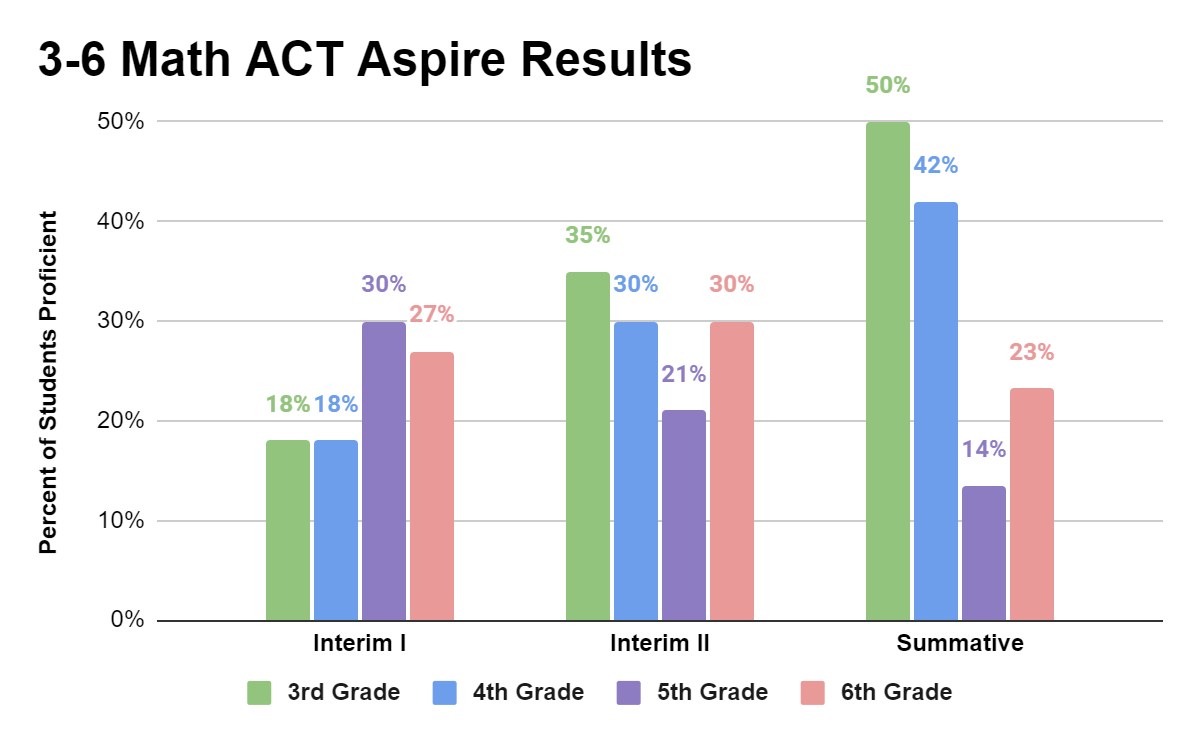 3-6 Math ACT Aspire Results
Percent of Students Proficient
50%
40%
30%
20%
10%
0%
18% 18% 30% 27%
35% 30% 21% 30%
50% 42% 14% 23%
Interim I Interim II Summative
3rd Grade 4th Grade 5th Grade 6th Grade